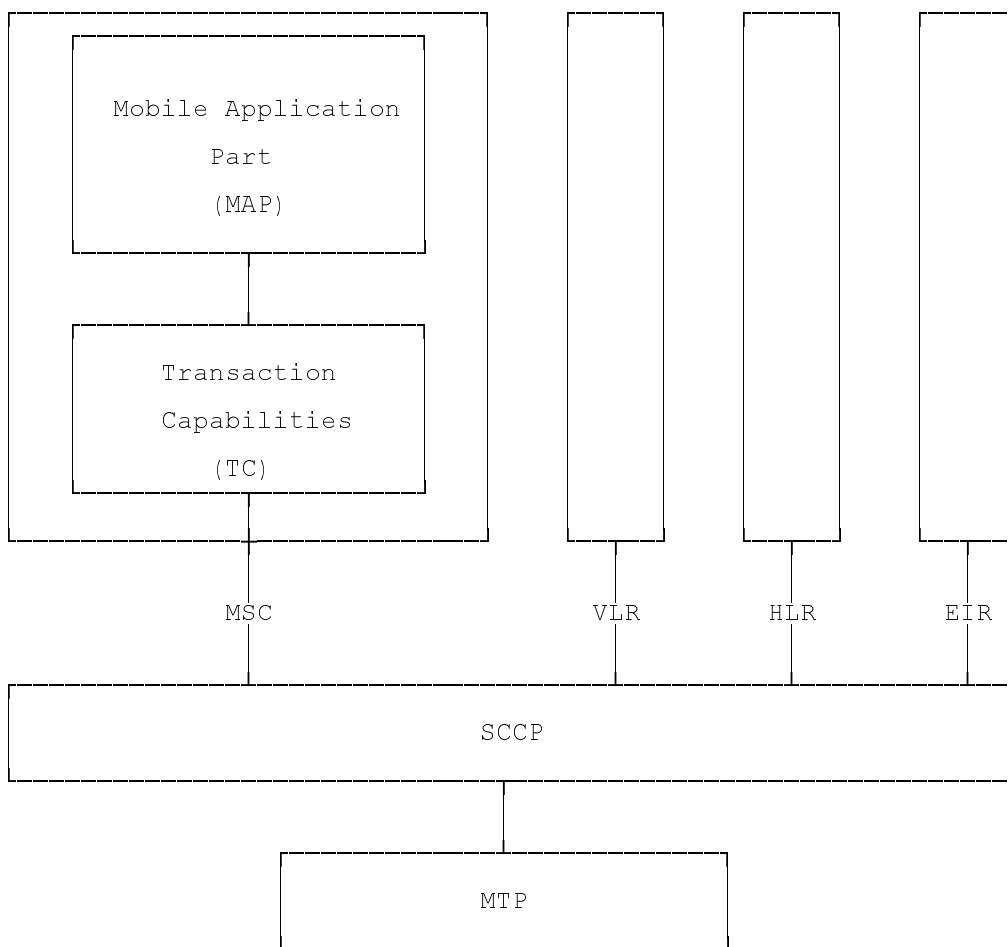 Mobile Application
Part
(MAP)
Transaction
Capabilities
(TC)
MSC
VLR
HLR
EIR
SCCP
MTP